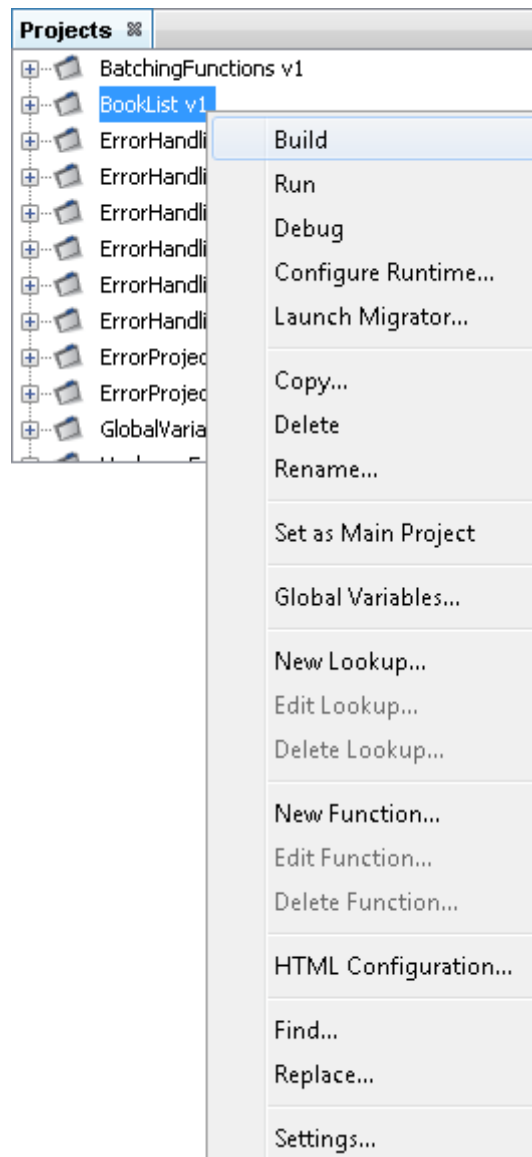 Projects
BatchingFunctions v1
BookList v1
ErrorHandli
ErrorHandli
ErrorHandli
ErrorHandli
ErrorHandli
ErrorHandli
ErrorProjec
ErrorProjec
GlobalVaria
Build
Run
Debug
Configure Runtime...
Launch Migrator...
Copy...
Delete
Rename...
Set as Main Project
Global Variables...
New Lookup...
Edit Lookup...
Delete Lookup...
New Function...
Edit Function...
Delete Function...
HTML Configuration...
Find...
Replace...
Settings...